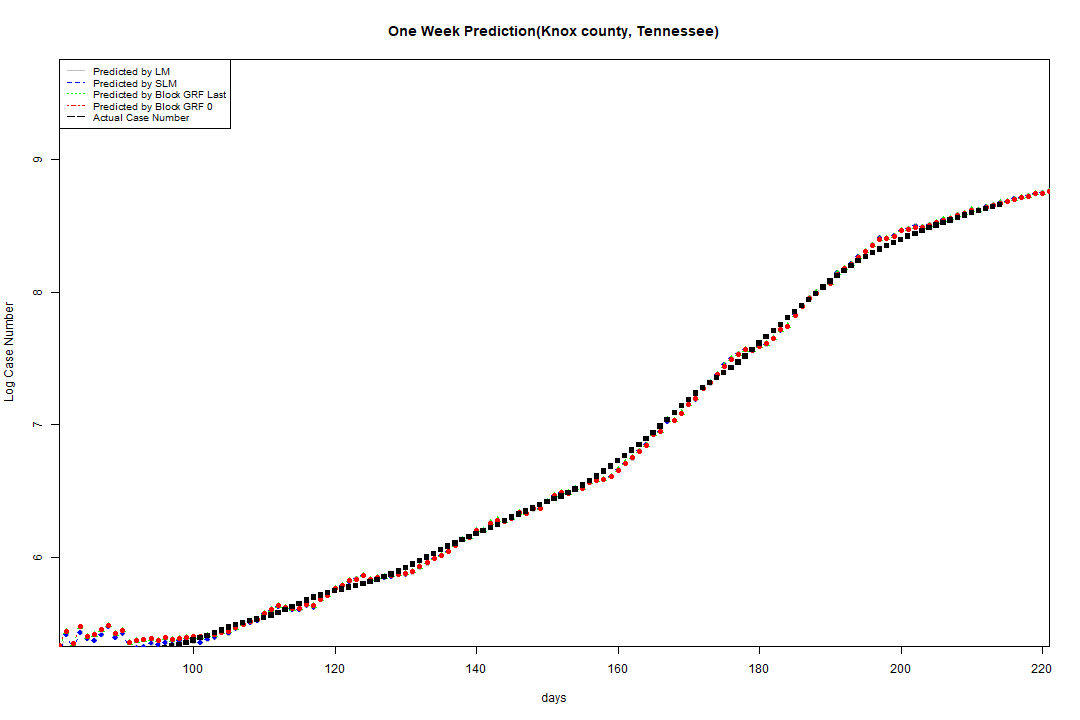 One Week Prediction(Knox county, Tennessee)
Predicted by LM
Predicted by SLM
Predicted by Block GRF Last
Predicted by Block GRF 0
Actual Case Number
9
8
7
6
Log Case Number
100 120 140 160 180 200 220
days